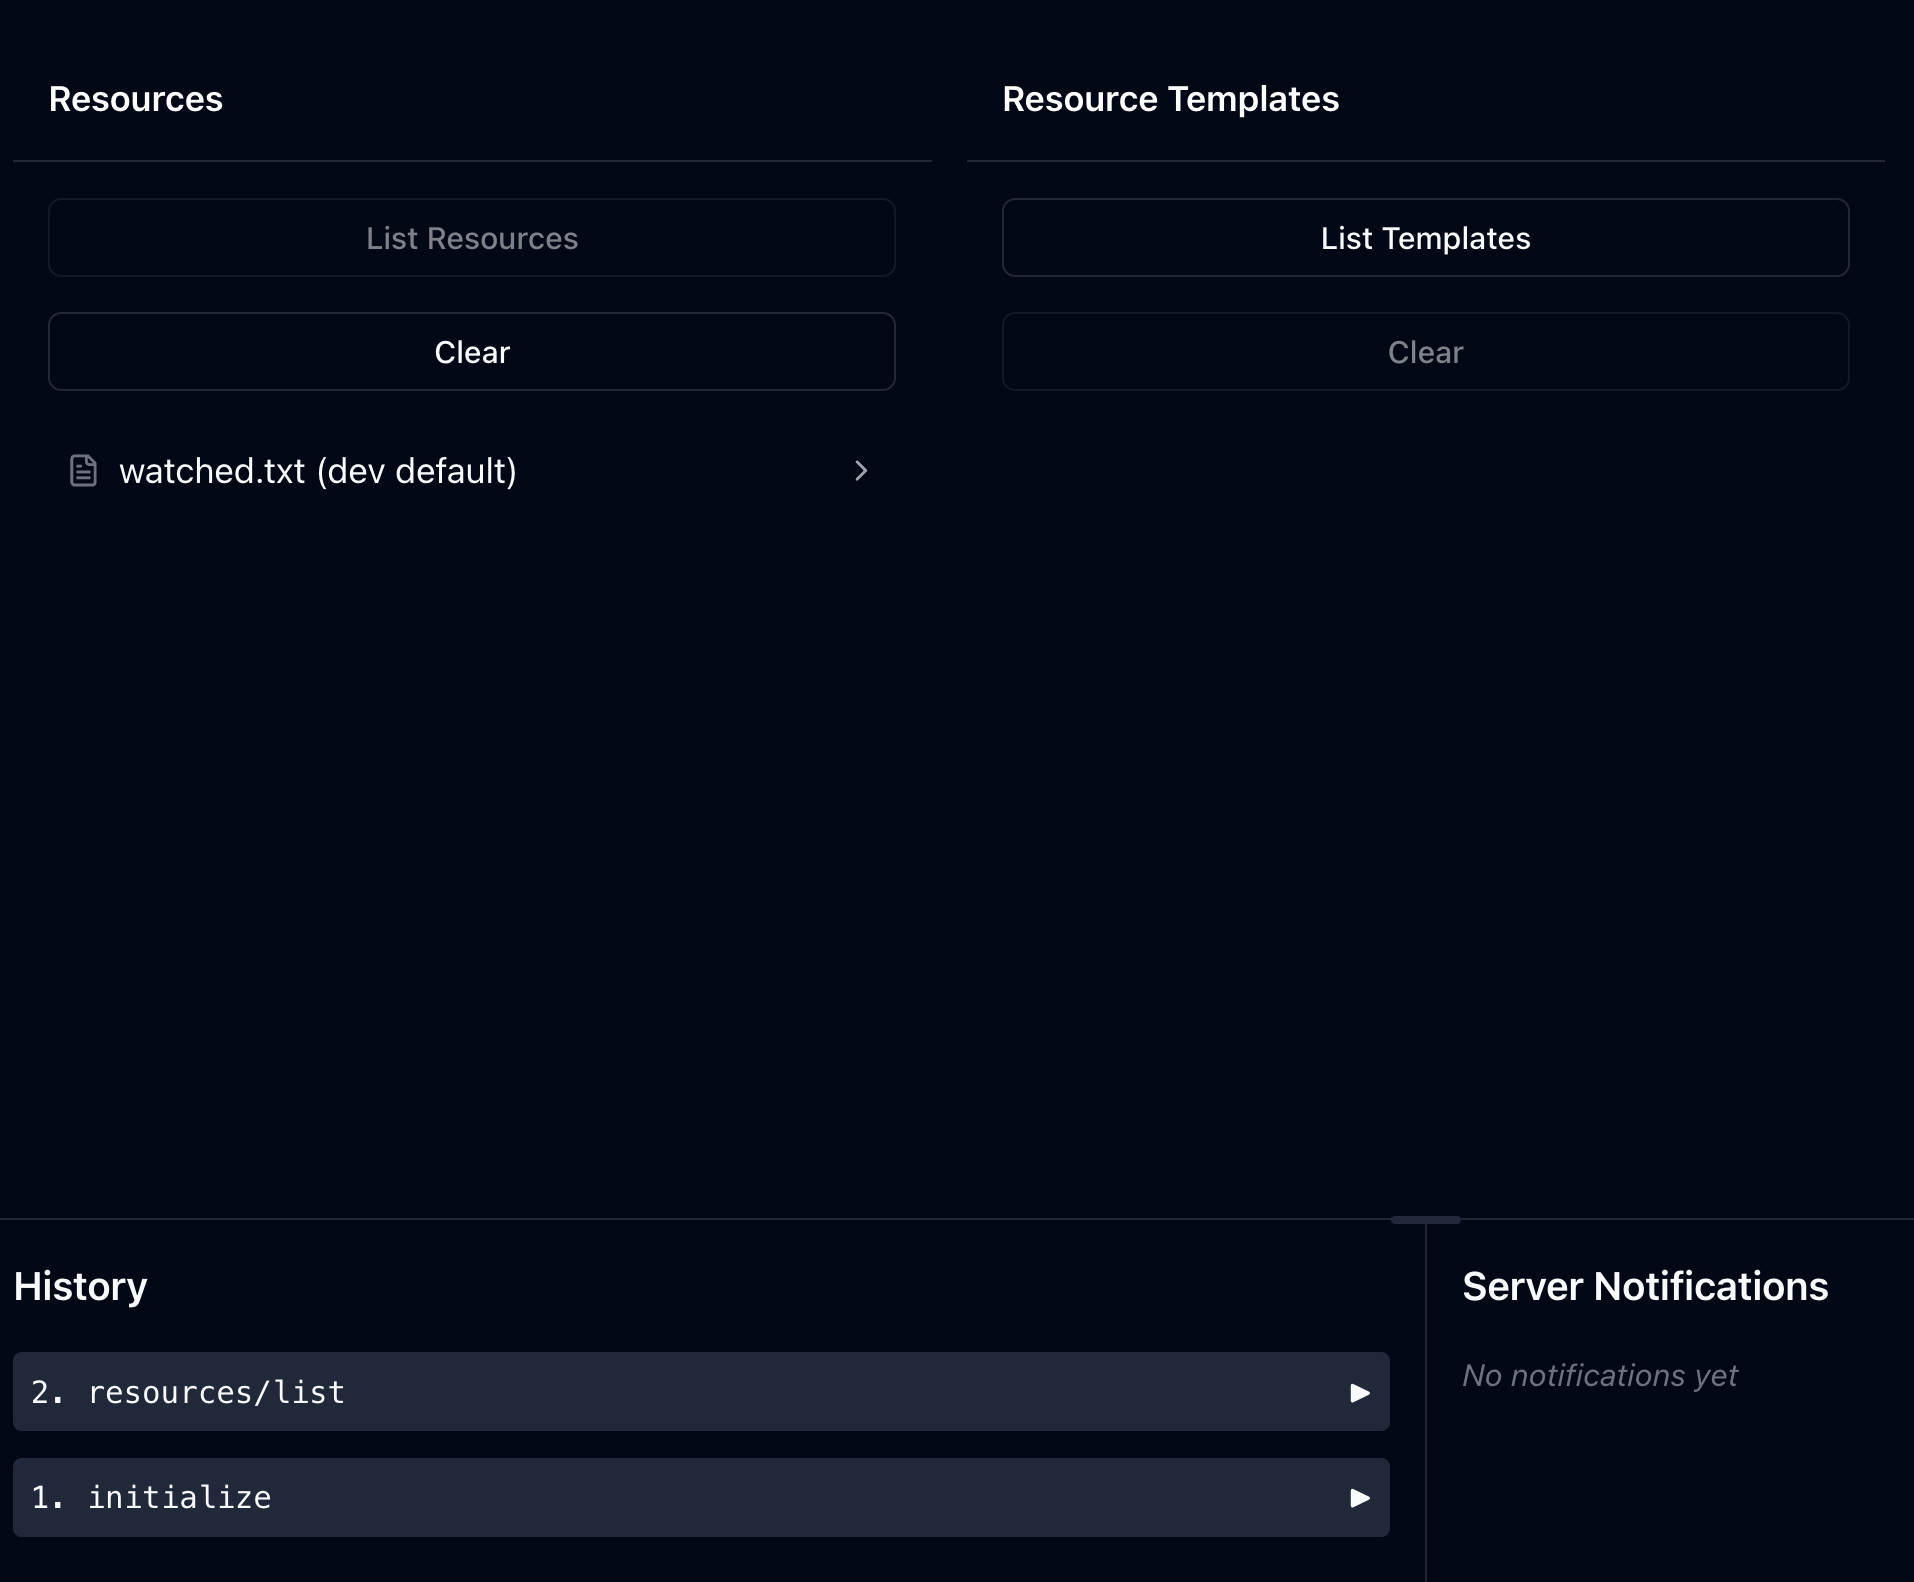 Resources
List Resources
Clear
watched.txt (dev default)
Resource Templates
List Templates
Clear
History
2. resources/list
1. initialize
Server Notifications
No notifications yet